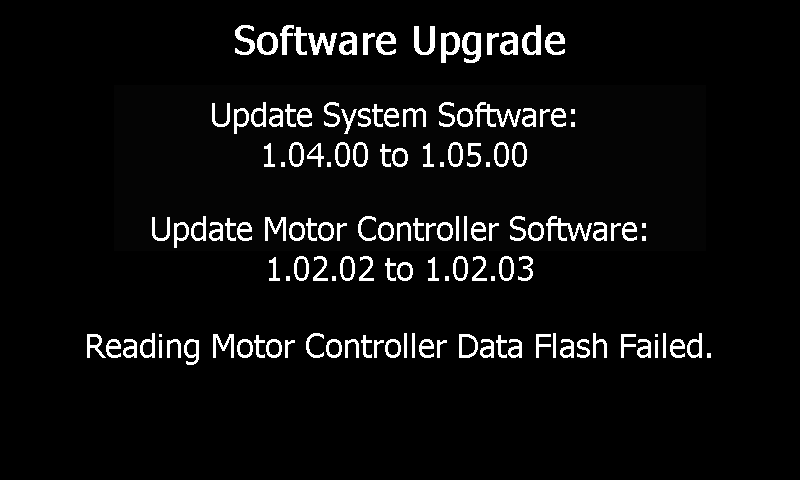 Software Upgrade
Update System Software:
1.04.00 to 1.05.00
Update Motor Controller Software:
1.02.02 to 1.02.03
Reading Motor Controller Data Flash Failed.